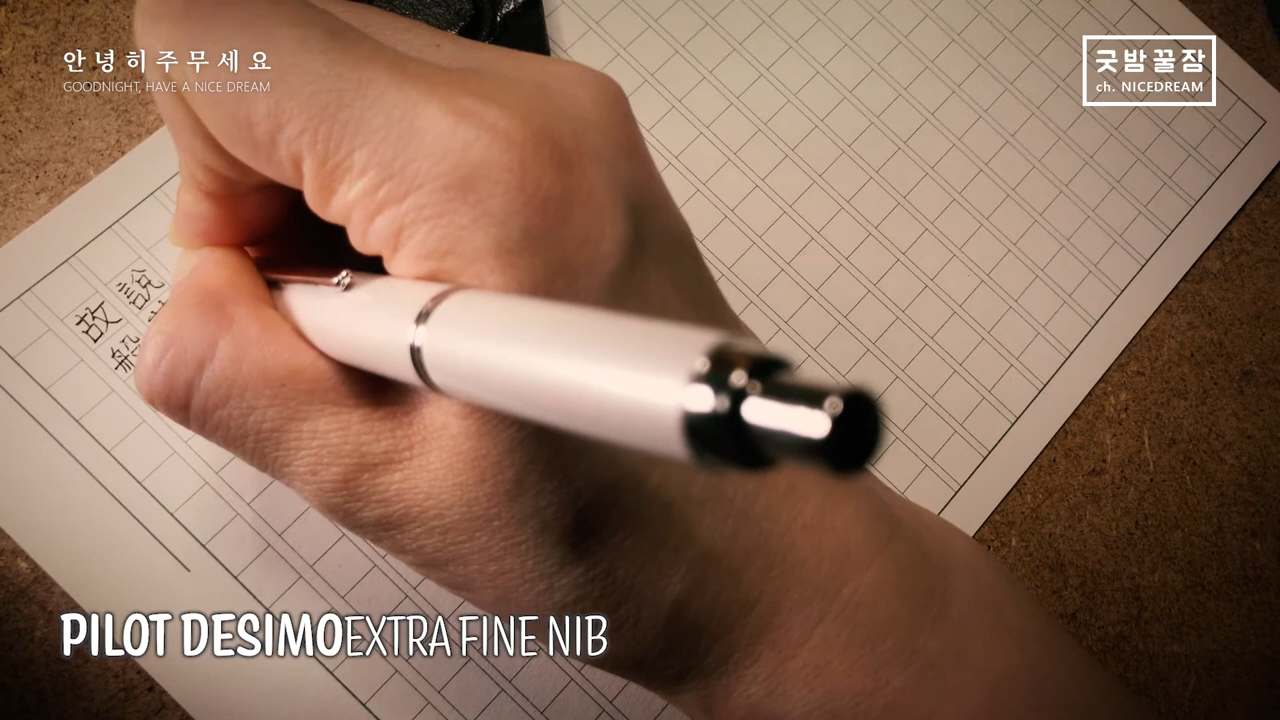 안녕히주무세요
GOODNIGHT, HAVE A NICE DREAM
굿밤꿀잠
ch. NICEDREAM
故說
般
PILOT DESIMO EXTRA FINE NIB